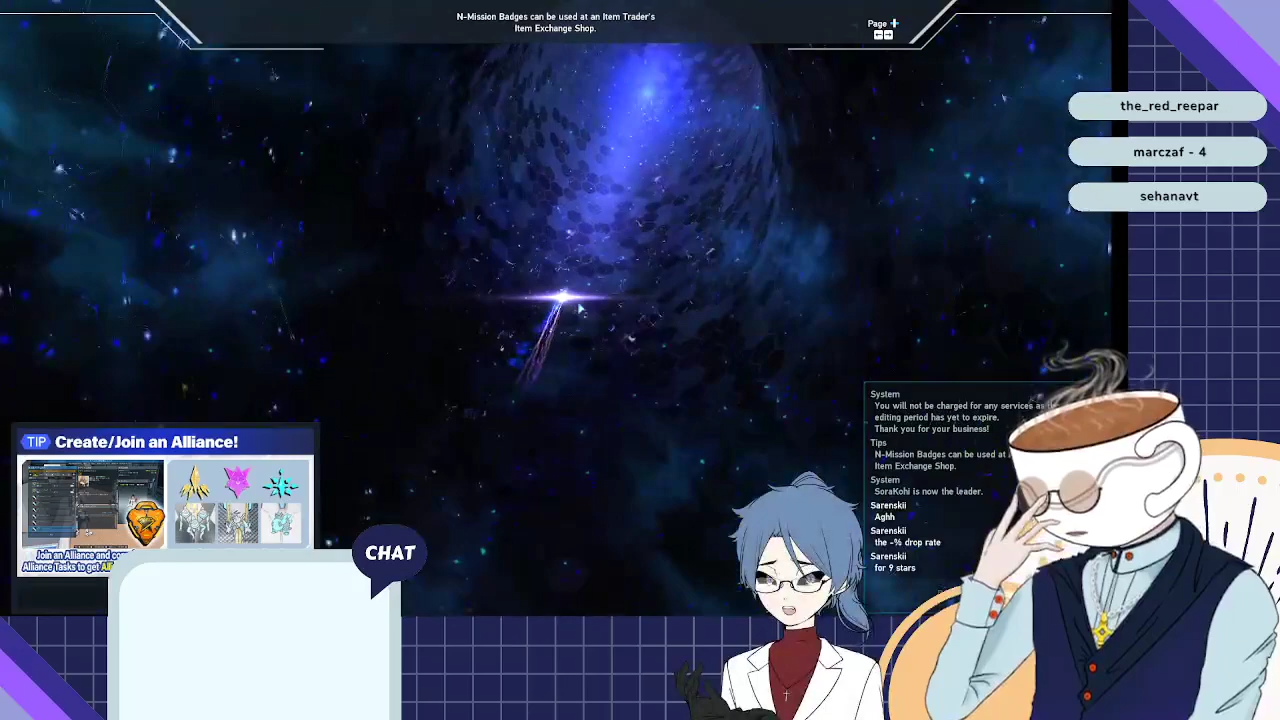 N-Mission Badges can be used at an Item Trader's
Item Exchange Shop.
Page
the_red_reepar
marczaf - 4
sehanavt
System
You will not be charged for any services as
editing period has yet to expire.
Thank you for your business!
Tips
N-Mission Badges can be used at
Item Exchange Shop.
System
SoraKohi is now the leader.
Sarenskii
Aghh
Sarenskii
the -% drop rate
Sarenskii
for 9 stars
TIP Create/Join an Alliance!
Join an Alliance and
Alliance Tasks to get
CHAT